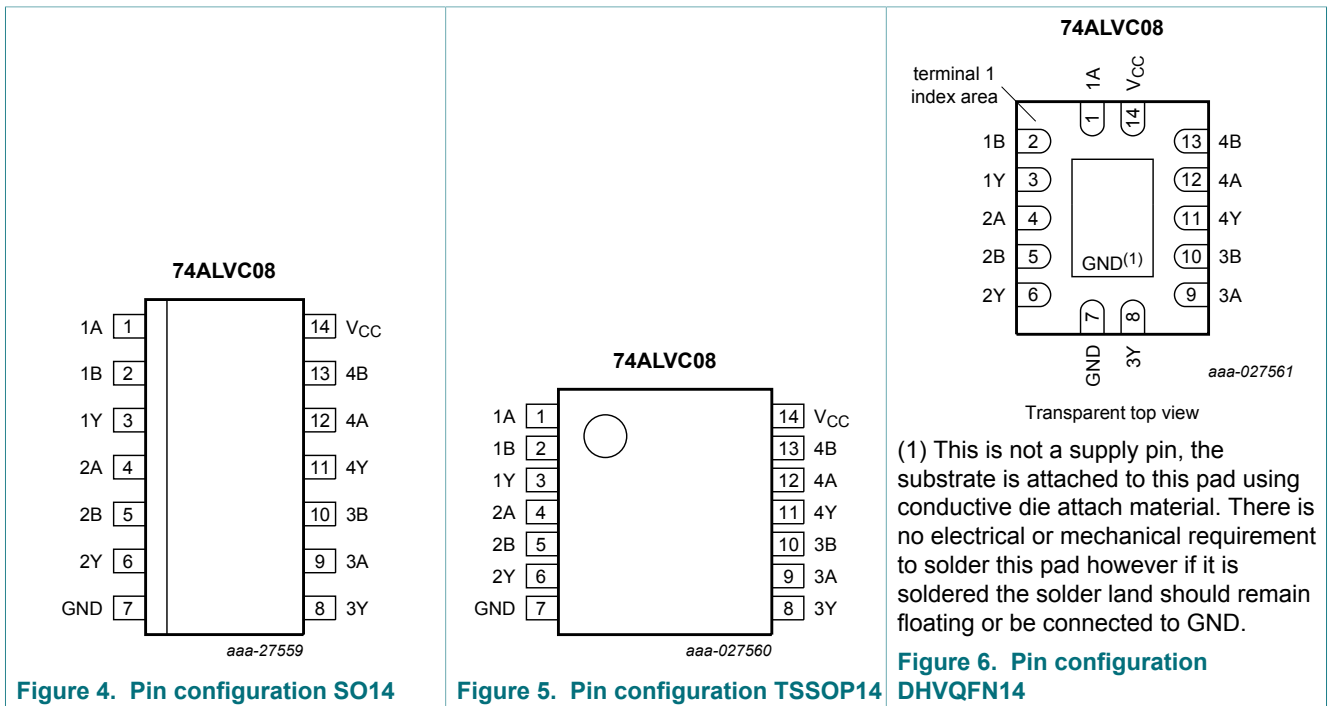 74ALVC08
1A 1 14 VCC
1B 2 13 4B
1Y 3 12 4A
2A 4 11 4Y
2B 5 10 3B
2Y 6 9 3A
GND 7 8 3Y
aaa-27559
Figure 4. Pin configuration SO14
74ALVC08
1A 1 14 VCC
1B 2 13 4B
1Y 3 12 4A
2A 4 11 4Y
2B 5 10 3B
2Y 6 9 3A
GND 7 8 3Y
aaa-027560
Figure 5. Pin configuration TSSOP14
74ALVC08
terminal 1
index area
1A VCC
1 14
1B 2 13 4B
1Y 3 12 4A
2A 4 11 4Y
2B 5 10 3B
GND(1)
2Y 6 9 3A
7 8
GND 3Y
aaa-027561
Transparent top view
(1) This is not a supply pin, the
substrate is attached to this pad using
conductive die attach material. There is
no electrical or mechanical requirement
to solder this pad however if it is
soldered the solder land should remain
floating or be connected to GND.
Figure 6. Pin configuration
DHVQFN14